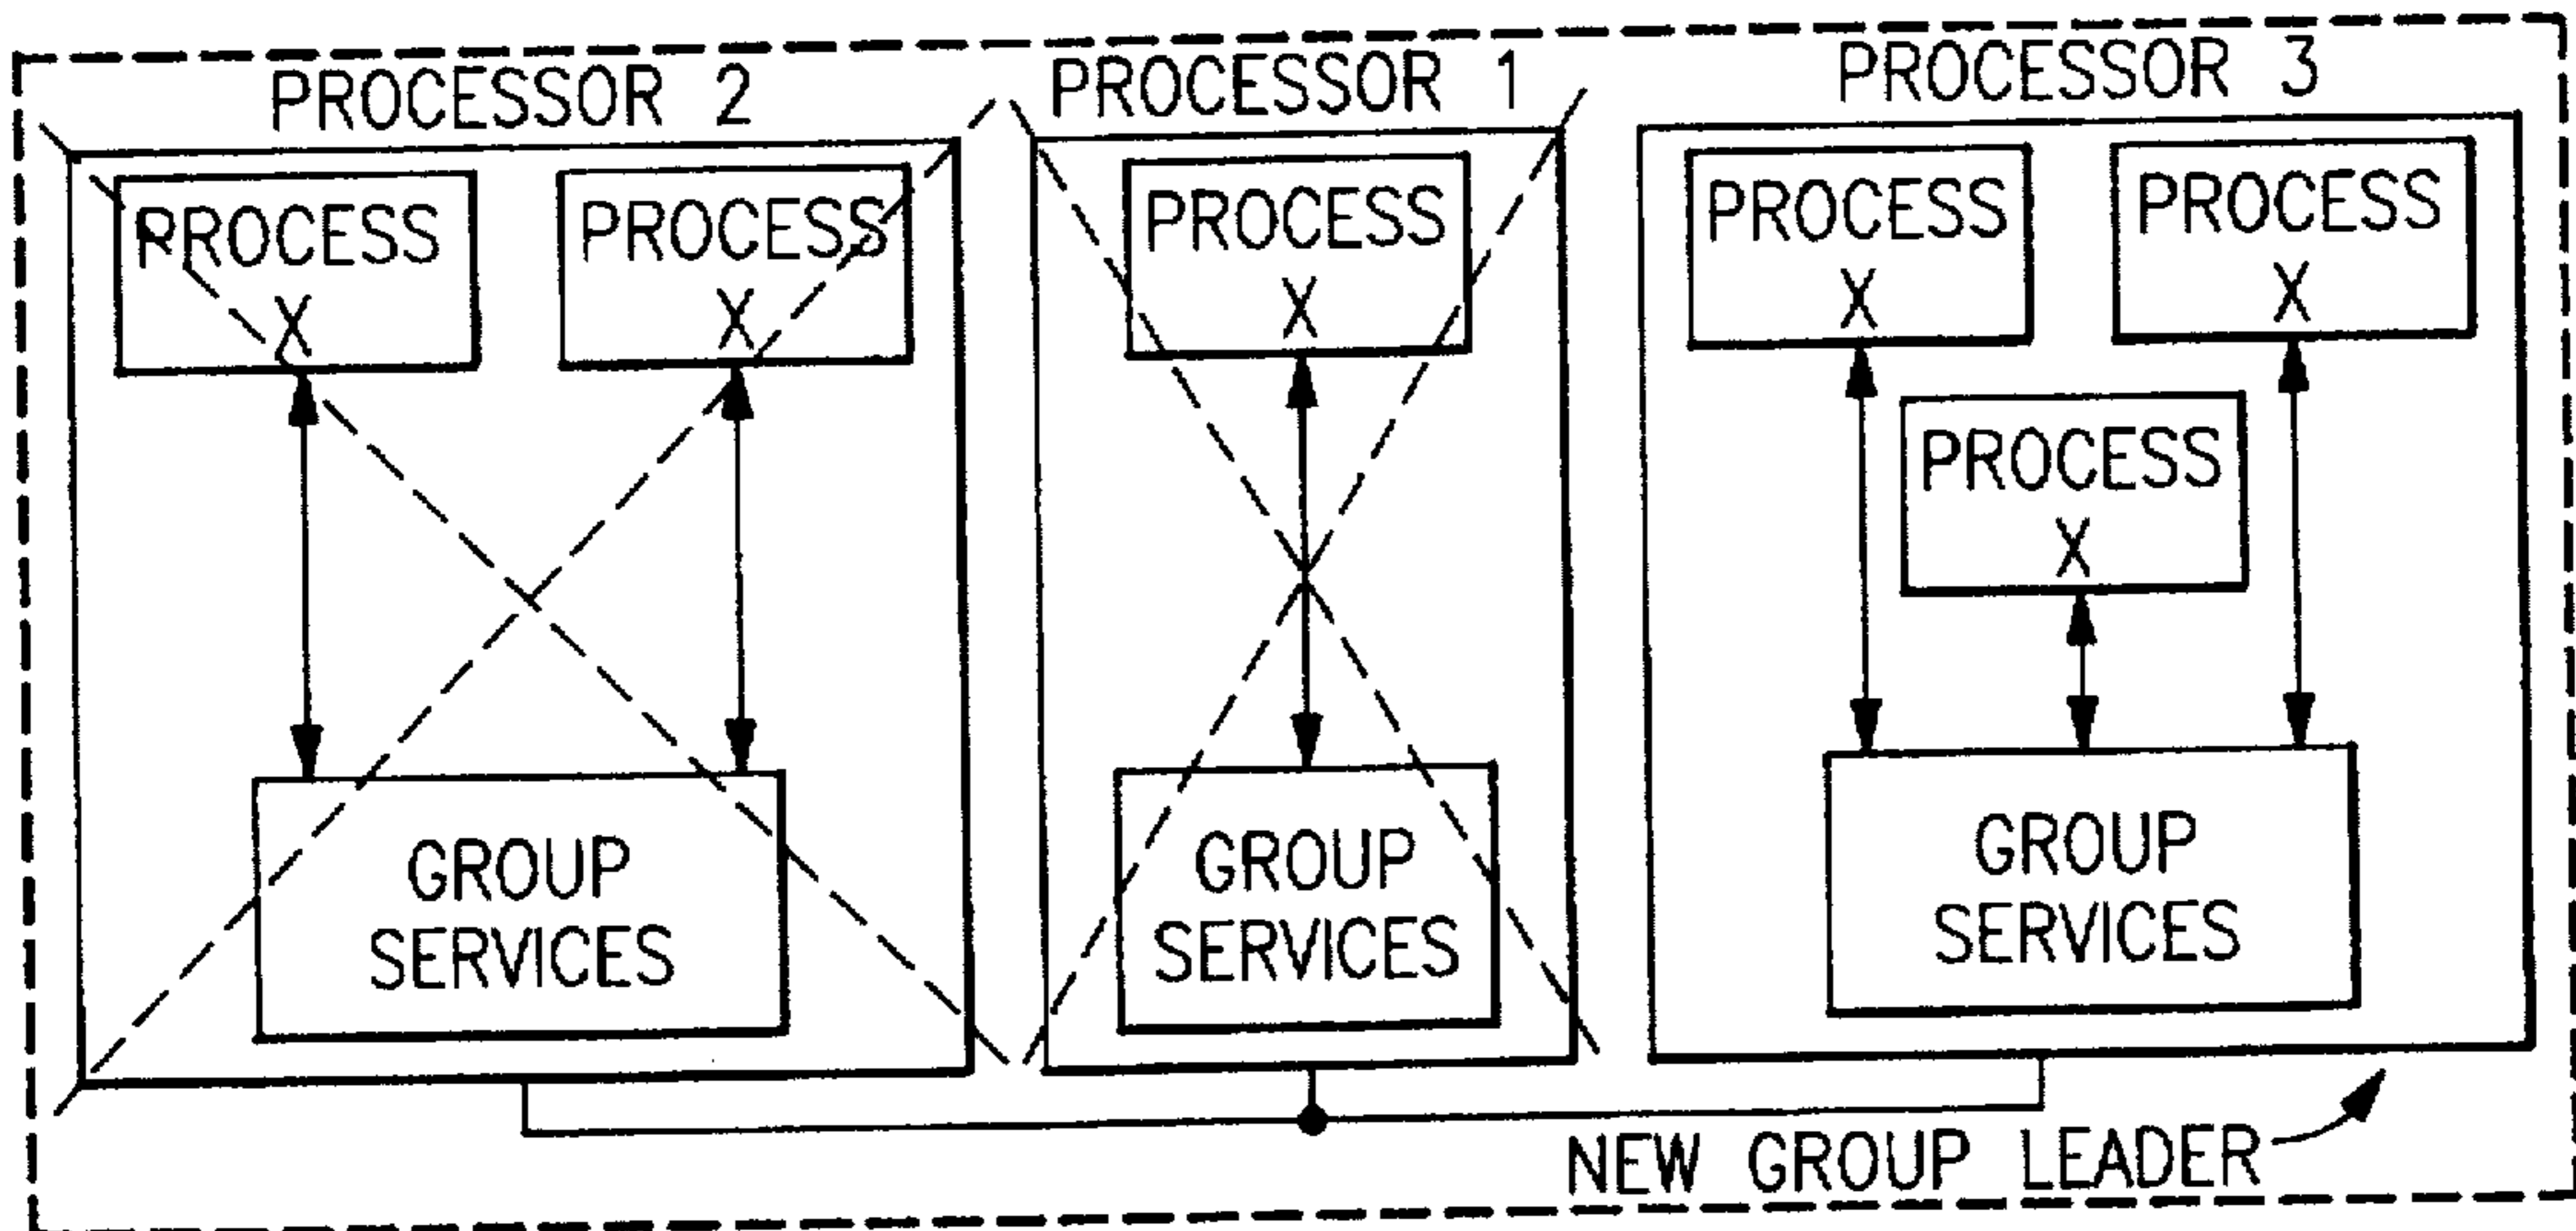 PROCESSOR 2
PROCESSOR 1
PROCESSOR 3
PROCESS
X
PROCESS
X
PROCESS
X
PROCESS
X
PROCESS
X
PROCESS
X
GROUP
SERVICES
GROUP
SERVICES
GROUP
SERVICES
NEW GROUP LEADER